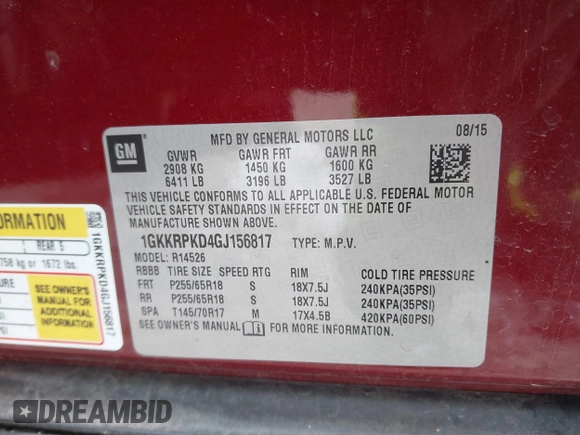 GM
MFD BY GENERAL MOTORS LLC 08/15
GVWR GAWR FRT GAWR RR
2908 KG 1450 KG 1600 KG
6411 LB 3196 LB 3527 LB
THIS VEHICLE CONFORMS TO ALL APPLICABLE U.S. FEDERAL MOTOR
VEHICLE SAFETY STANDARDS IN EFFECT ON THE DATE OF
MANUFACTURE SHOWN ABOVE.
1GKKRPKD4GJ156817 TYPE: M.P.V.
MODEL: R14526
RBBB TIRE SIZE SPEED RTG RIM COLD TIRE PRESSURE
FRT P255/65R18 S 18X7.5J 240KPA(35PSI)
RR P255/65R18 S 18X7.5J 240KPA(35PSI)
SPA T145/70R17 M 17X4.5B 420KPA(60PSI)
SEE OWNER'S MANUAL i FOR MORE INFORMATION
ORMATION
REAR 5
758 kg or 1672 lbs.
SEE OWNER'S
MANUAL FOR
ADDITIONAL
INFORMATION
1GKKRPKD4GJ156817
DREAMBID